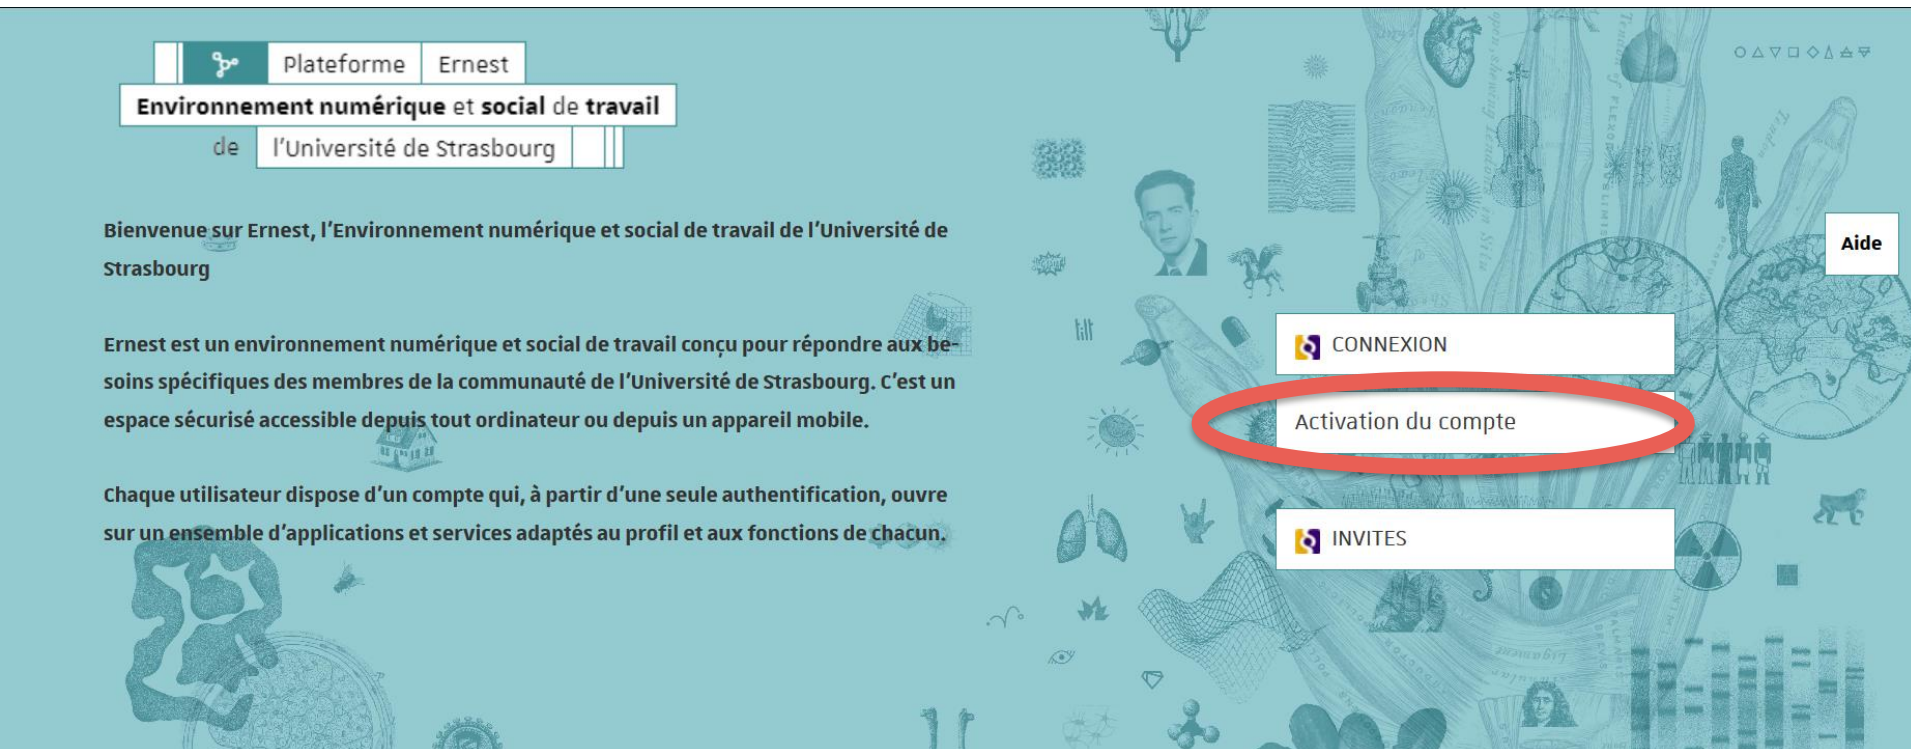 Plateforme Ernest
Environnement numérique et social de travail
de l'Université de Strasbourg
Bienvenue sur Ernest, l'Environnement numérique et social de travail de l'Université de
Strasbourg
Ernest est un environnement numérique et social de travail conçu pour répondre aux be-
soins spécifiques des membres de la communauté de l'Université de Strasbourg. C'est un
espace sécurisé accessible depuis tout ordinateur ou depuis un appareil mobile.
Chaque utilisateur dispose d'un compte qui, à partir d'une seule authentification, ouvre
sur un ensemble d'applications et services adaptés au profil et aux fonctions de chacun.
Aide
CONNEXION
Activation du compte
INVITES
tilt
Ligament